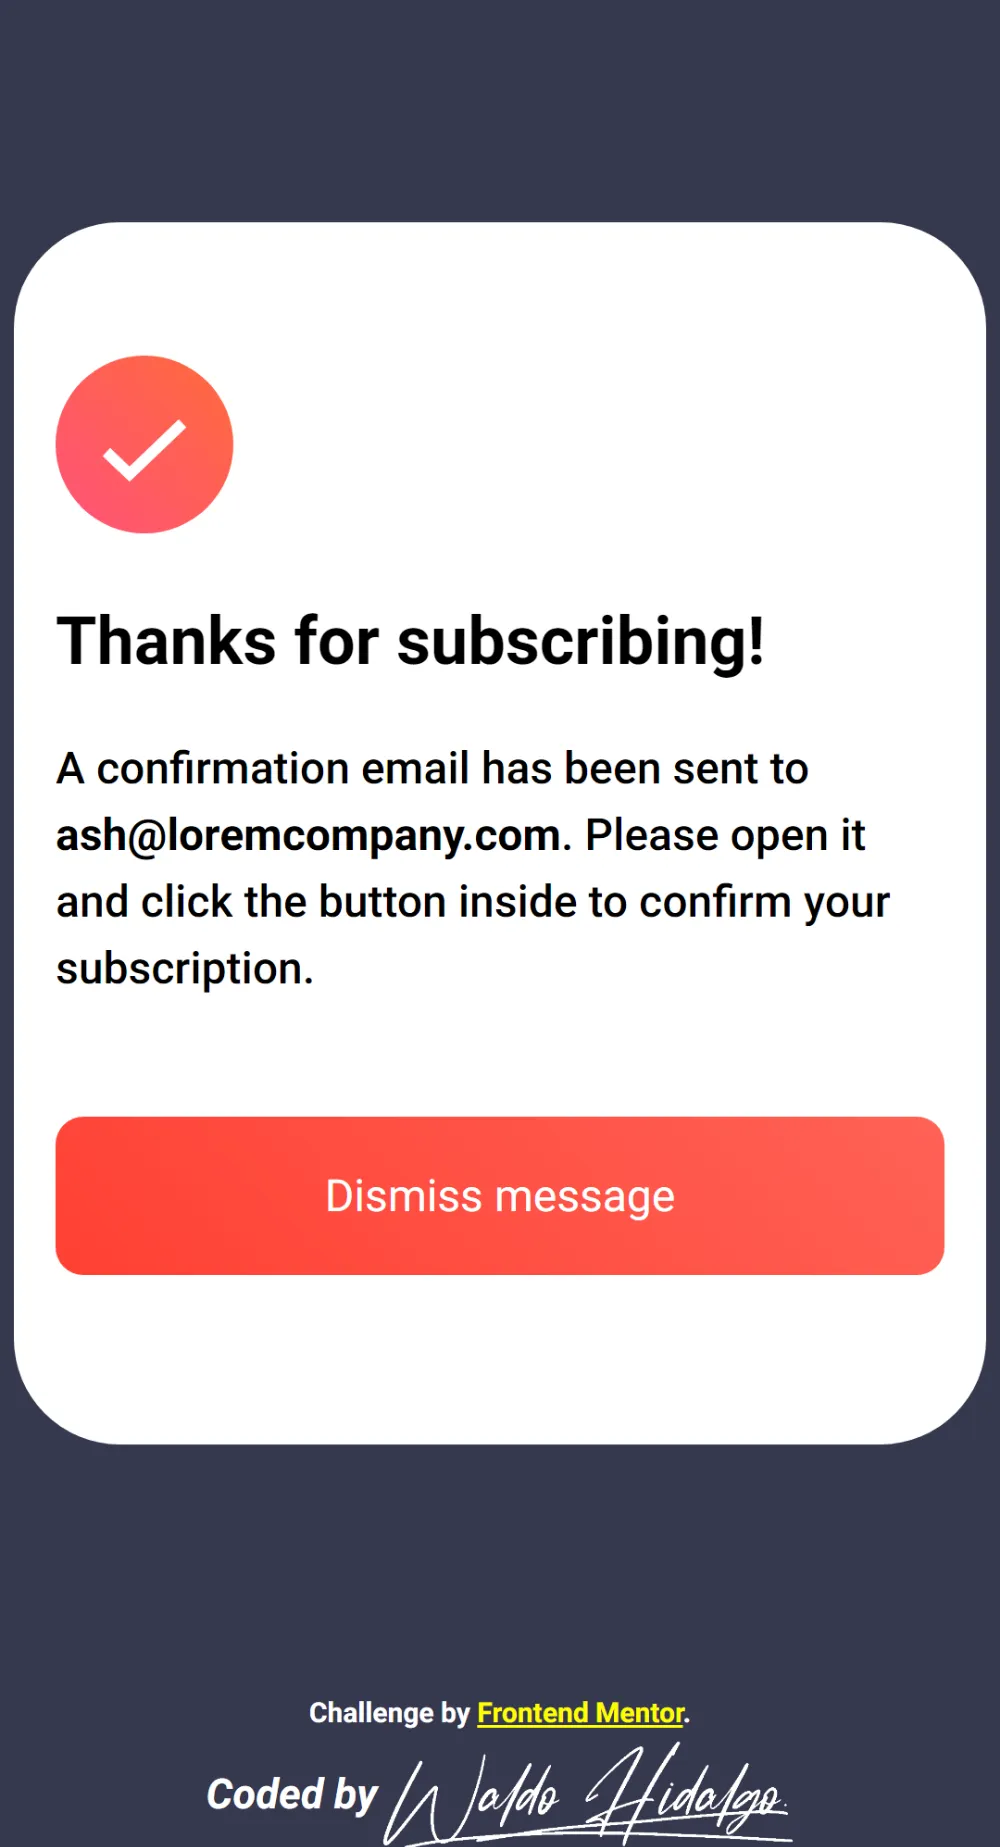 Thanks for subscribing!
A confirmation email has been sent to
ash@loremcompany.com. Please open it
and click the button inside to confirm your
subscription.
Dismiss message
Challenge by Frontend Mentor.
Coded by Waldo Hidalgo.